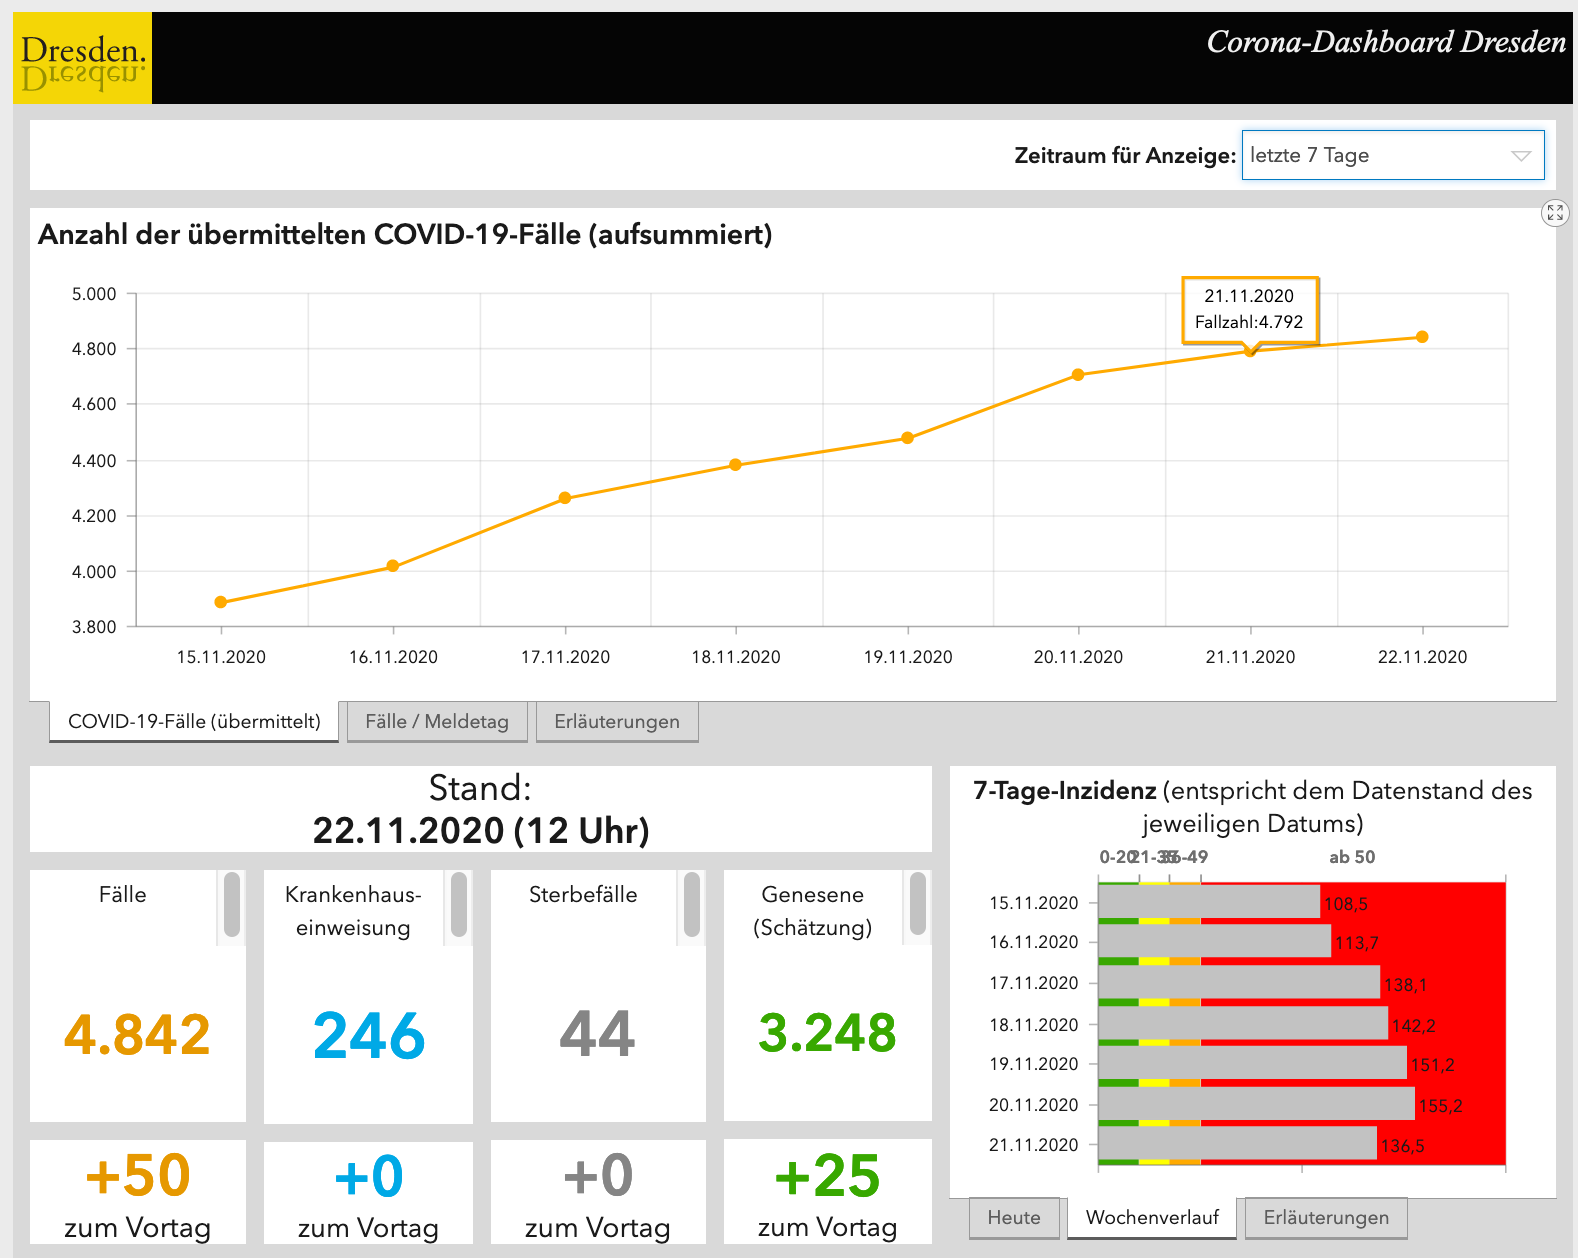 Dresden.
Dresden.
Corona-Dashboard Dresden
Zeitraum für Anzeige: letzte 7 Tage
Anzahl der übermittelten COVID-19-Fälle (aufsummiert)
5.000
4.800
4.600
4.400
4.200
4.000
3.800
21.11.2020
Fallzahl:4.792
15.11.2020 16.11.2020 17.11.2020 18.11.2020 19.11.2020 20.11.2020 21.11.2020 22.11.2020
COVID-19-Fälle (übermittelt) Fälle / Meldetag Erläuterungen
Stand:
22.11.2020 (12 Uhr)
Fälle
4.842
+50
zum Vortag
Krankenhaus-
einweisung
246
+0
zum Vortag
Sterbefälle
44
+0
zum Vortag
Genesene
(Schätzung)
3.248
+25
zum Vortag
7-Tage-Inzidenz (entspricht dem Datenstand des
jeweiligen Datums)
0-20 21-35 36-49 ab 50
15.11.2020 108,5
16.11.2020 113,7
17.11.2020 138,1
18.11.2020 142,2
19.11.2020 151,2
20.11.2020 155,2
21.11.2020 136,5
Heute Wochenverlauf Erläuterungen